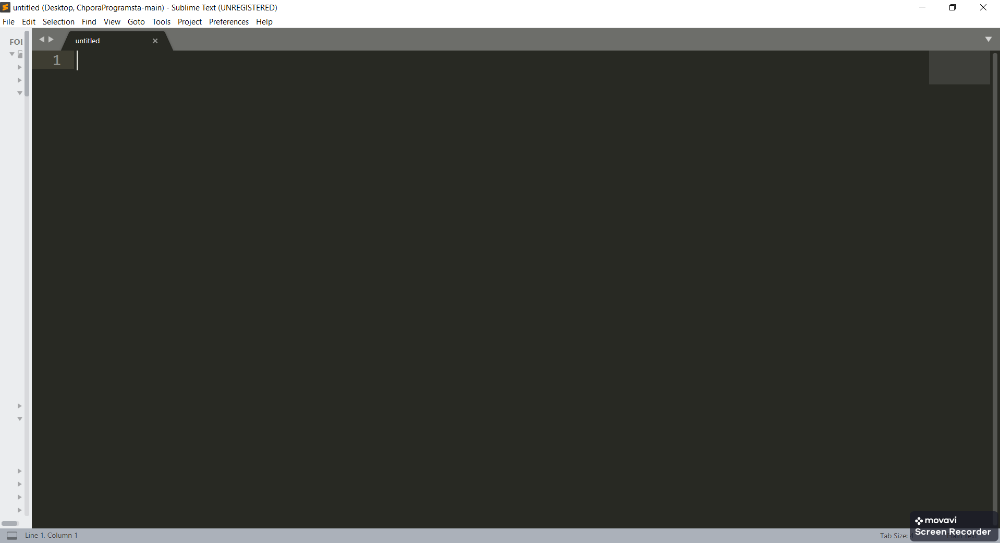 untitled (Desktop, ChporaProgramsta-main) - Sublime Text (UNREGISTERED)
File Edit Selection Find View Goto Tools Project Preferences Help
FOI
untitled
1
Line 1, Column 1
Tab Size: 4
movavi
Screen Recorder